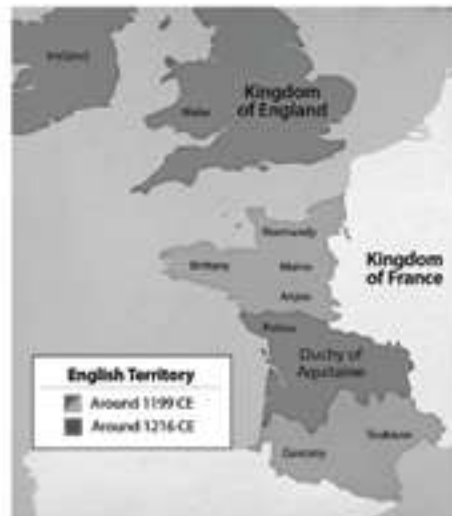 Ireland
Kingdom
of England
Wales
Normandy
Brittany
Maine
Anjou
Kingdom
of France
Poitou
Duchy of
Aquitaine
English Territory
Around 1199 CE
Around 1216 CE
Toulouse
Gascony